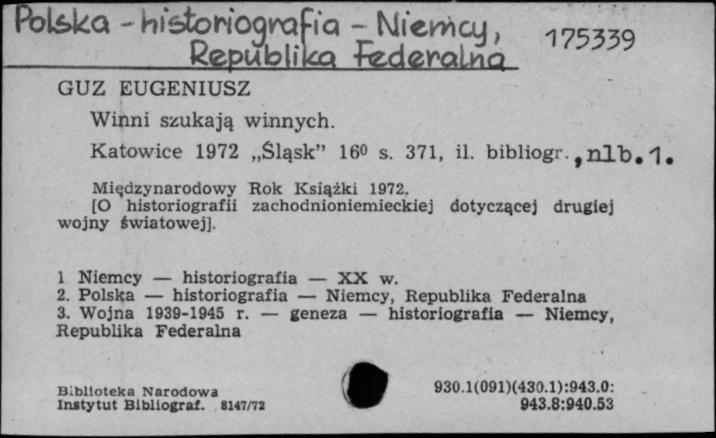 Polska - historiografia - Niemcy, 175339
Republika Federalna
GUZ EUGENIUSZ
Winni szukają winnych.
Katowice 1972 „Śląsk” 16⁰ s. 371, il. bibliogr., nlb. 1.
Międzynarodowy Rok Książki 1972.
[O historiografii zachodnioniemieckiej dotyczącej drugiej
wojny światowej].
1 Niemcy — historiografia — XX w.
2. Polska — historiografia — Niemcy, Republika Federalna
3. Wojna 1939-1945 r. — geneza — historiografia — Niemcy,
Republika Federalna
Biblioteka Narodowa 930.1(091)(430.1):943.0:
Instytut Bibliograf. 8147/72 943.8:940.53